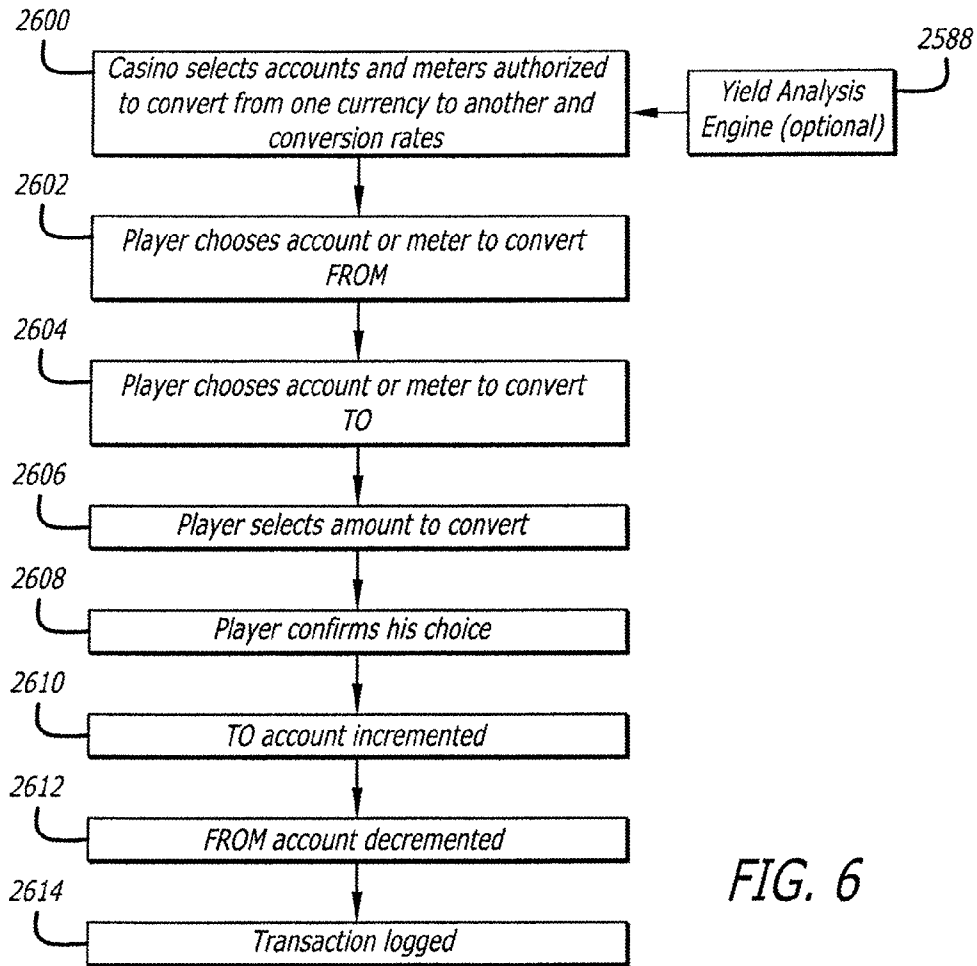 2600
Casino selects accounts and meters authorized
to convert from one currency to another and
conversion rates
2588
Yield Analysis
Engine (optional)
2602
Player chooses account or meter to convert
FROM
2604
Player chooses account or meter to convert
TO
2606
Player selects amount to convert
2608
Player confirms his choice
2610
TO account incremented
2612
FROM account decremented
2614
Transaction logged
FIG. 6